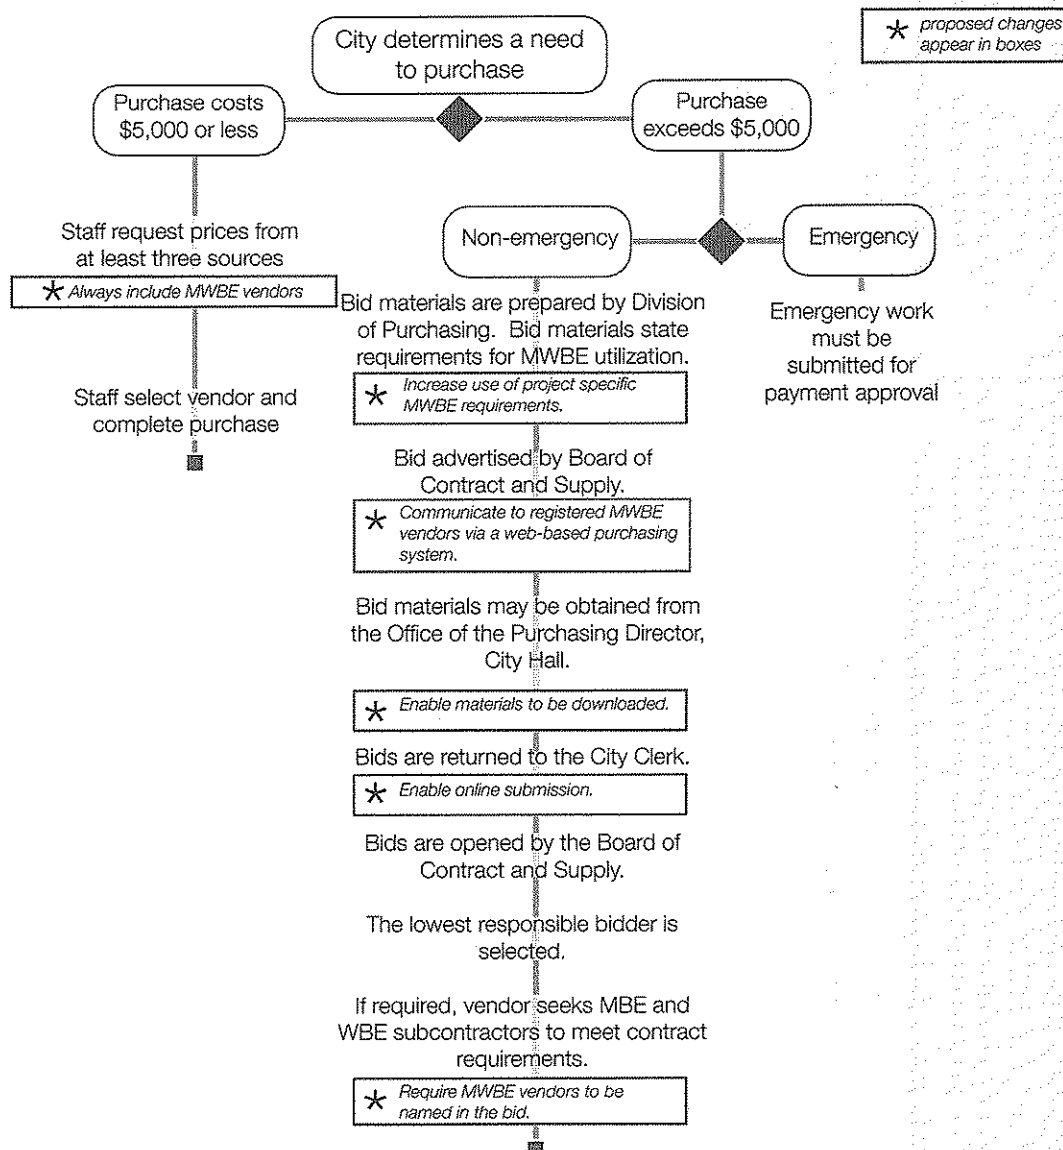 City determines a need
to purchase
* proposed changes
appear in boxes
Purchase costs
$5,000 or less
Purchase
exceeds $5,000
Staff request prices from
at least three sources
* Always include MWBE vendors
Staff select vendor and
complete purchase
Non-emergency
Emergency
Bid materials are prepared by Division
of Purchasing. Bid materials state
requirements for MWBE utilization.
* Increase use of project specific
MWBE requirements.
Bid advertised by Board of
Contract and Supply.
* Communicate to registered MWBE
vendors via a web-based purchasing
system.
Bid materials may be obtained from
the Office of the Purchasing Director,
City Hall.
* Enable materials to be downloaded.
Bids are returned to the City Clerk.
* Enable online submission.
Bids are opened by the Board of
Contract and Supply.
The lowest responsible bidder is
selected.
If required, vendor seeks MBE and
WBE subcontractors to meet contract
requirements.
* Require MWBE vendors to be
named in the bid.
Emergency work
must be
submitted for
payment approval